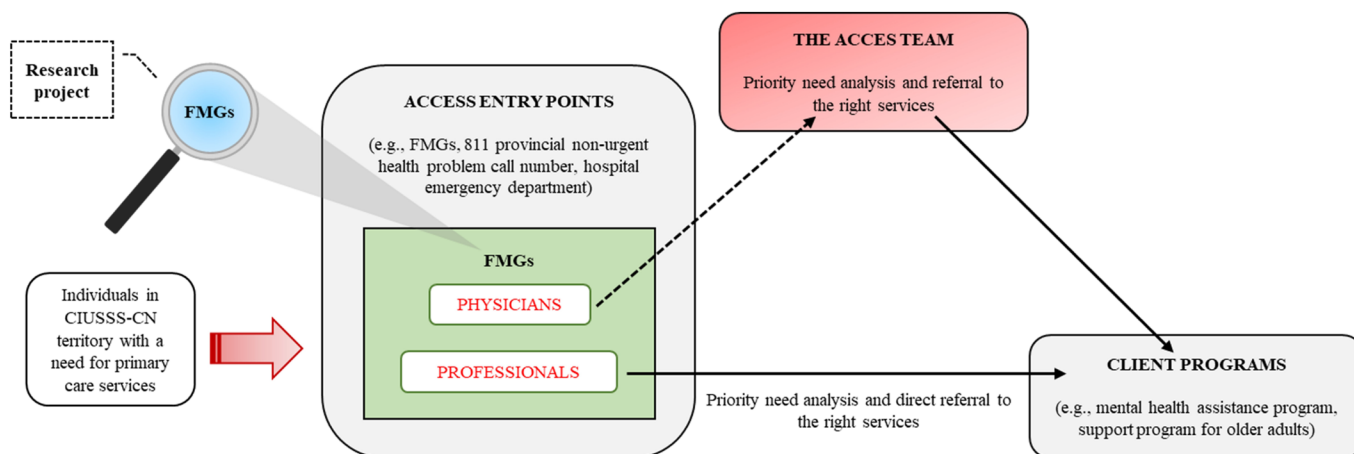 Research
project
FMGs
Individuals in
CIUSSS-CN
territory with a
need for primary
care services
ACCESS ENTRY POINTS
(e.g., FMGs, 811 provincial non-urgent
health problem call number, hospital
emergency department)
FMGs
PHYSICIANS
PROFESSIONALS
THE ACCES TEAM
Priority need analysis and referral to
the right services
Priority need analysis and direct referral to
the right services
CLIENT PROGRAMS
(e.g., mental health assistance program,
support program for older adults)